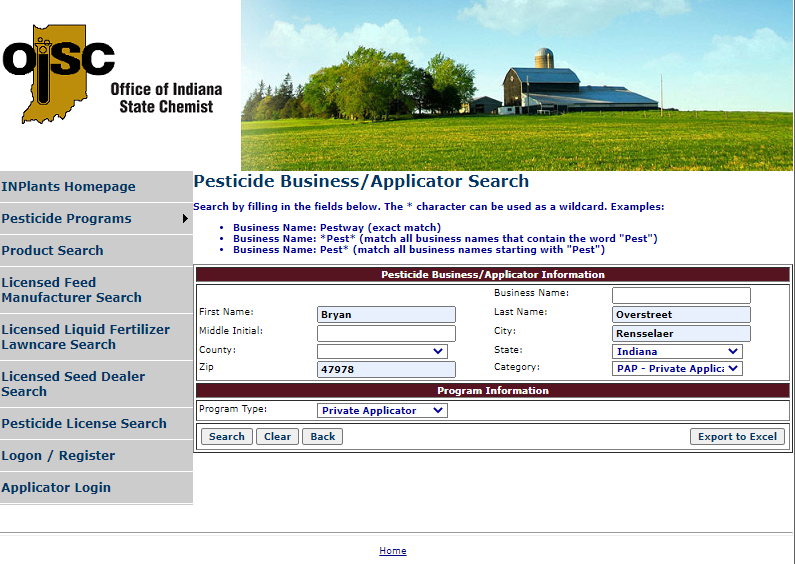 OISC
Office of Indiana
State Chemist
INPlants Homepage
Pesticide Programs
Product Search
Licensed Feed
Manufacturer Search
Licensed Liquid Fertilizer
Lawncare Search
Licensed Seed Dealer
Search
Pesticide License Search
Logon / Register
Applicator Login
Pesticide Business/Applicator Search
Search by filling in the fields below. The * character can be used as a wildcard. Examples:
• Business Name: Pestway (exact match)
• Business Name: *Pest* (match all business names that contain the word "Pest")
• Business Name: Pest* (match all business names starting with "Pest")
Pesticide Business/Applicator Information
Business Name:
First Name: Bryan Last Name: Overstreet
Middle Initial: City: Rensselaer
County: State: Indiana
Zip 47978 Category: PAP - Private Applica
Program Information
Program Type: Private Applicator
Search Clear Back Export to Excel
Home